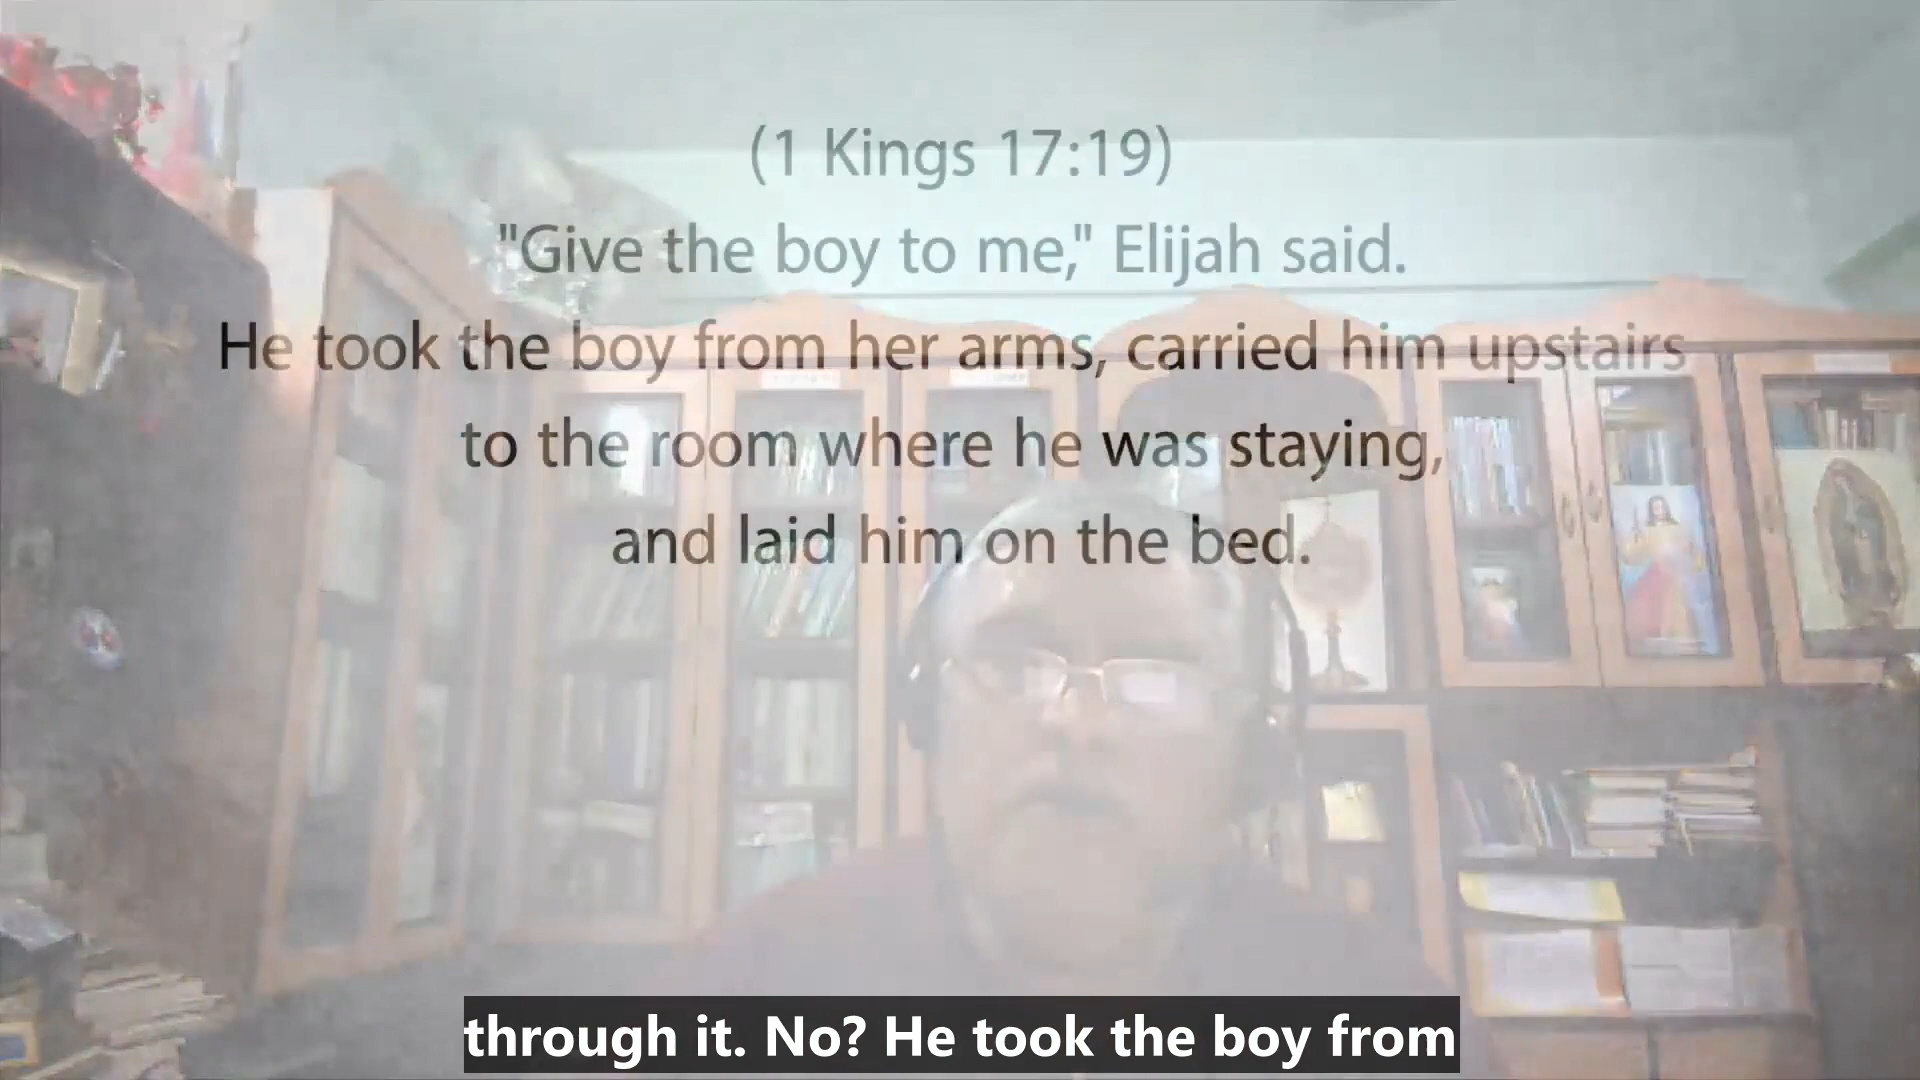 (1 Kings 17:19)
"Give the boy to me," Elijah said.
He took the boy from her arms, carried him upstairs
to the room where he was staying,
and laid him on the bed.
through it. No? He took the boy from